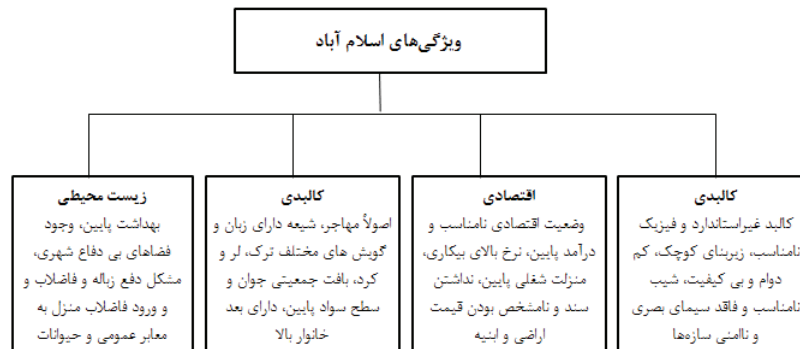 ویژگی‌های اسلام آباد
کالبدی
کالبد غیراستاندارد و فیزیک
نامناسب، زیربنای کوچک، کم
دوام و بی کیفیت، شیب
نامناسب و فاقد سیمای بصری
و ناامنی سازه‌ها
اقتصادی
وضعیت اقتصادی نامناسب و
درآمد پایین، نرخ بالای بیکاری،
منزلت شغلی پایین، نداشتن
سند و نامشخص بودن قیمت
اراضی و ابنیه
کالبدی
اصولاً مهاجر، شیعه دارای زبان و
گویش های مختلف ترک، لر و
کرد، بافت جمعیتی جوان و
سطح سواد پایین، دارای بعد
خانوار بالا
زیست محیطی
بهداشت پایین، وجود
فضاهای بی دفاع شهری،
مشکل دفع زباله و فاضلاب و
و ورود فاضلاب منزل به
معابر عمومی و حیوانات